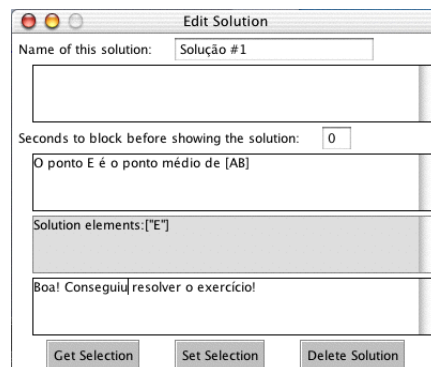 Edit Solution
Name of this solution: Solução #1
Seconds to block before showing the solution: 0
O ponto E é o ponto médio de [AB]
Solution elements:["E"]
Boa! Conseguiu resolver o exercício!
Get Selection Set Selection Delete Solution